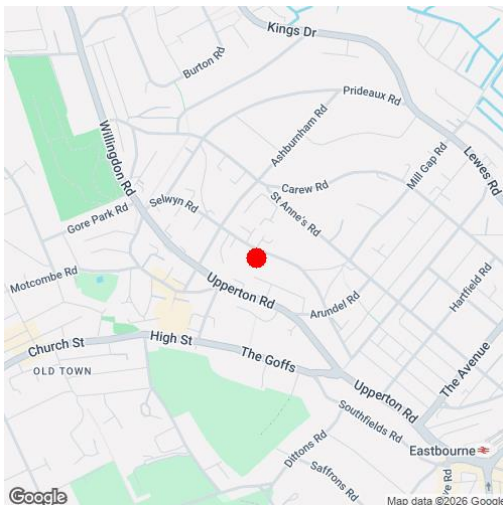 Kings Dr
Burton Rd
Prideaux Rd
Ashburnham Rd
Willingdon Rd
Mill Gap Rd
Lewes Rd
Carew Rd
St Anne's Rd
Selwyn Rd
Gore Park Rd
Motcombe Rd
Upperton Rd
Hartfield Rd
Arundel Rd
High St
Church St
The Goffs
OLD TOWN
The Avenue
Upperton Rd
Southfields Rd
Dittons Rd
Eastbourne
Saffrons Rd
ve Rd
Google
Map data ©2026 Google